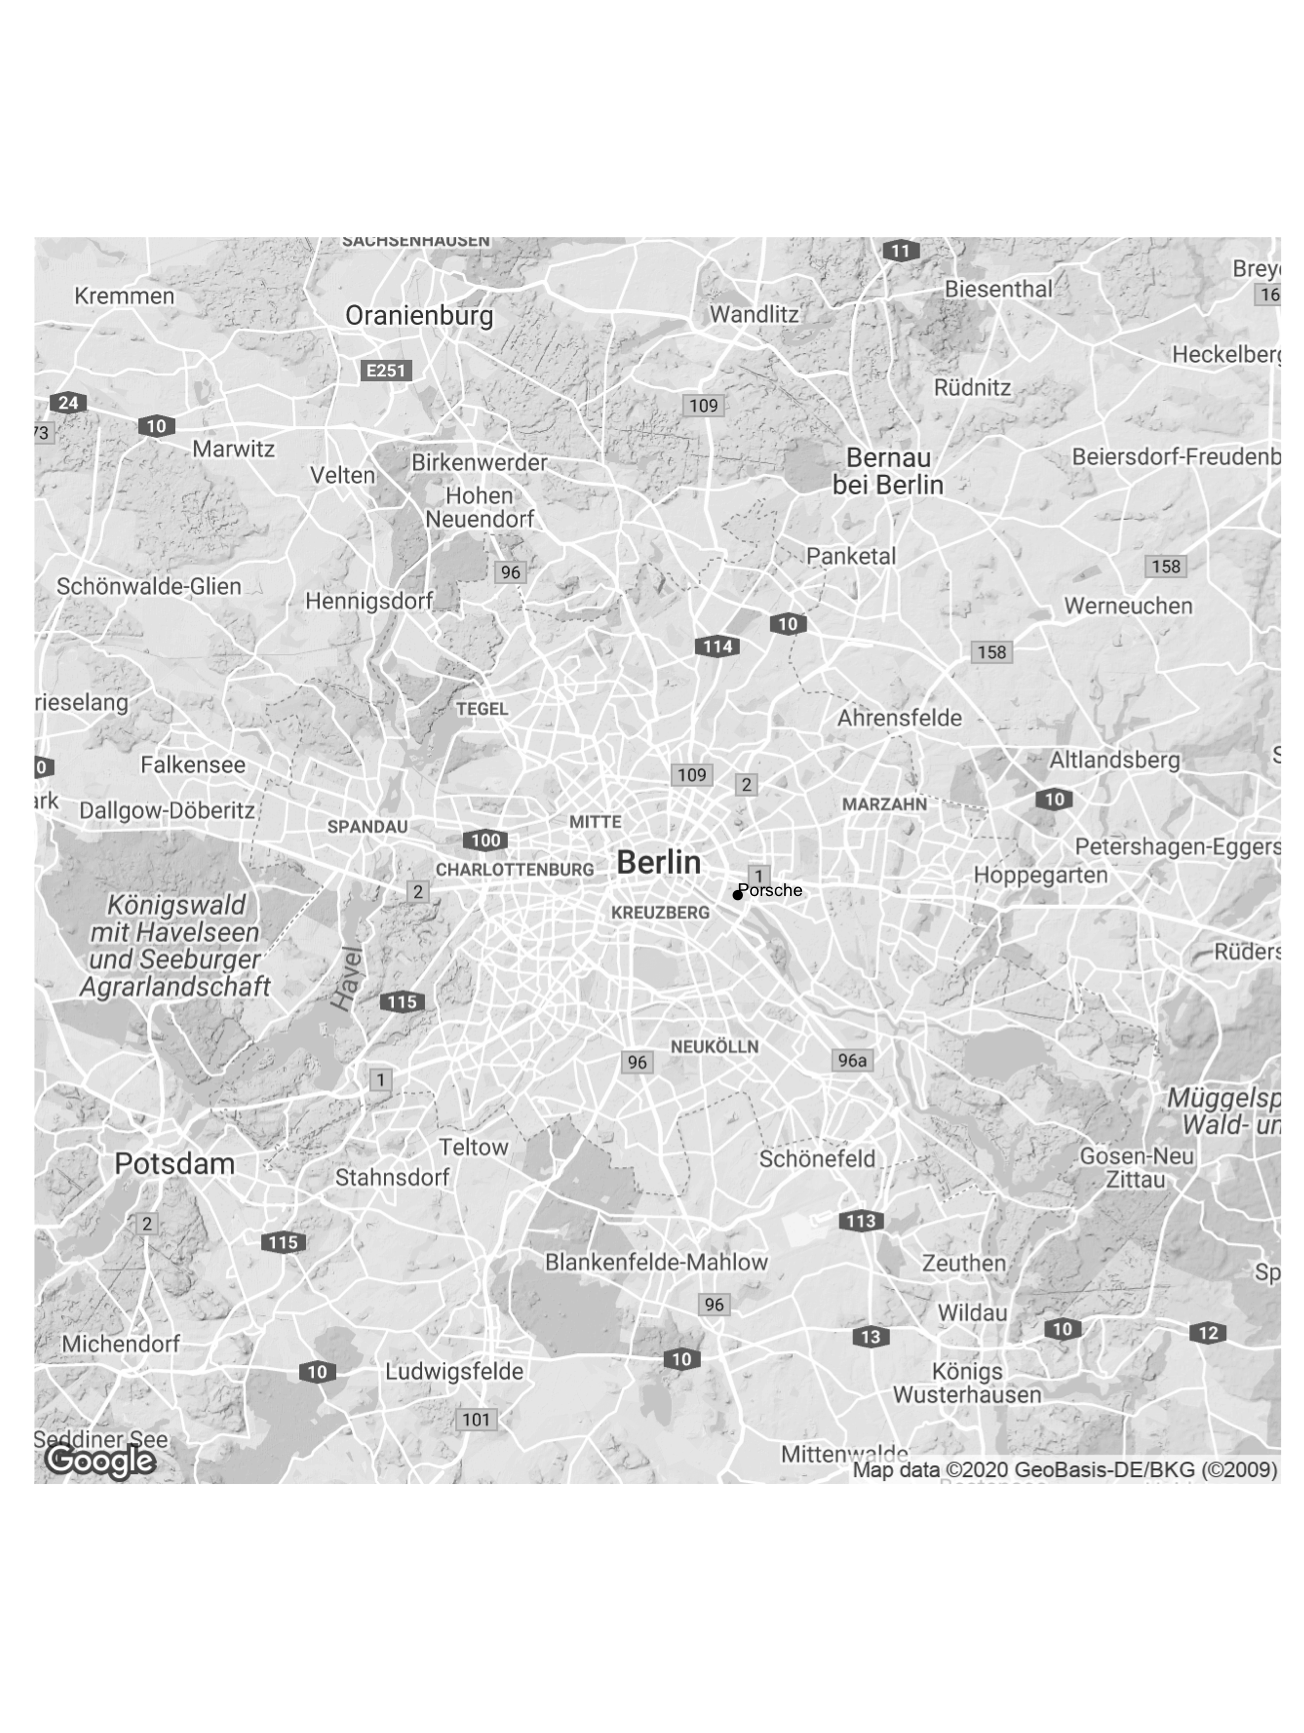 SACHSENHAUSEN
11
Breye
Kremmen
Biesenthal
16
Oranienburg
Wandlitz
Heckelberg
E251
Rüdnitz
24
109
10
73
Marwitz
Birkenwerder
Bernau
bei Berlin
Beiersdorf-Freudenb
Velten
Hohen
Neuendorf
Panketal
158
96
Schönwalde-Glien
Hennigsdorf
Werneuchen
10
114
158
rieselang
TEGEL
Ahrensfelde
Falkensee
0
109
2
Altlandsberg
S
ark
Dallgow-Döberitz
MARZAHN
10
SPANDAU
MITTE
100
Petershagen-Eggers
Berlin
CHARLOTTENBURG
1
Hoppegarten
2
Porsche
Königswald
mit Havelseen
und Seeburger
Agrarlandschaft
KREUZBERG
Rüders
Havel
115
NEUKÖLLN
96
96a
1
Müggelsp
Wald- un
Teltow
Potsdam
Schönefeld
Gosen-Neu
Zittau
Stahnsdorf
2
113
115
Blankenfelde-Mahlow
Zeuthen
Sp
96
Wildau
10
12
13
Michendorf
10
10
Ludwigsfelde
Königs
Wusterhausen
101
Seddiner See
Mittenwalde
Google
Map data ©2020 GeoBasis-DE/BKG (©2009)